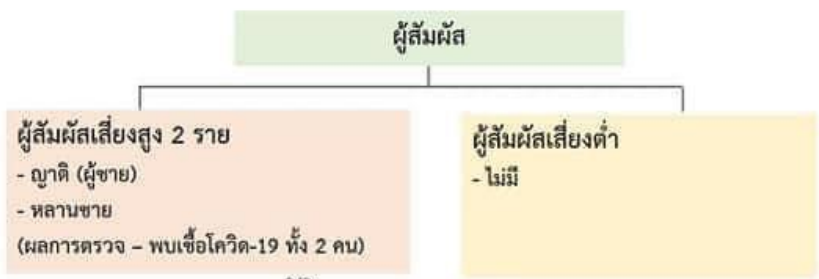 ผู้สัมผัส
ผู้สัมผัสเสี่ยงสูง 2 ราย
- ญาติ (ผู้ชาย)
- หลานชาย
(ผลการตรวจ – พบเชื้อโควิด-19 ทั้ง 2 คน)
ผู้สัมผัสเสี่ยงต่ำ
- ไม่มี